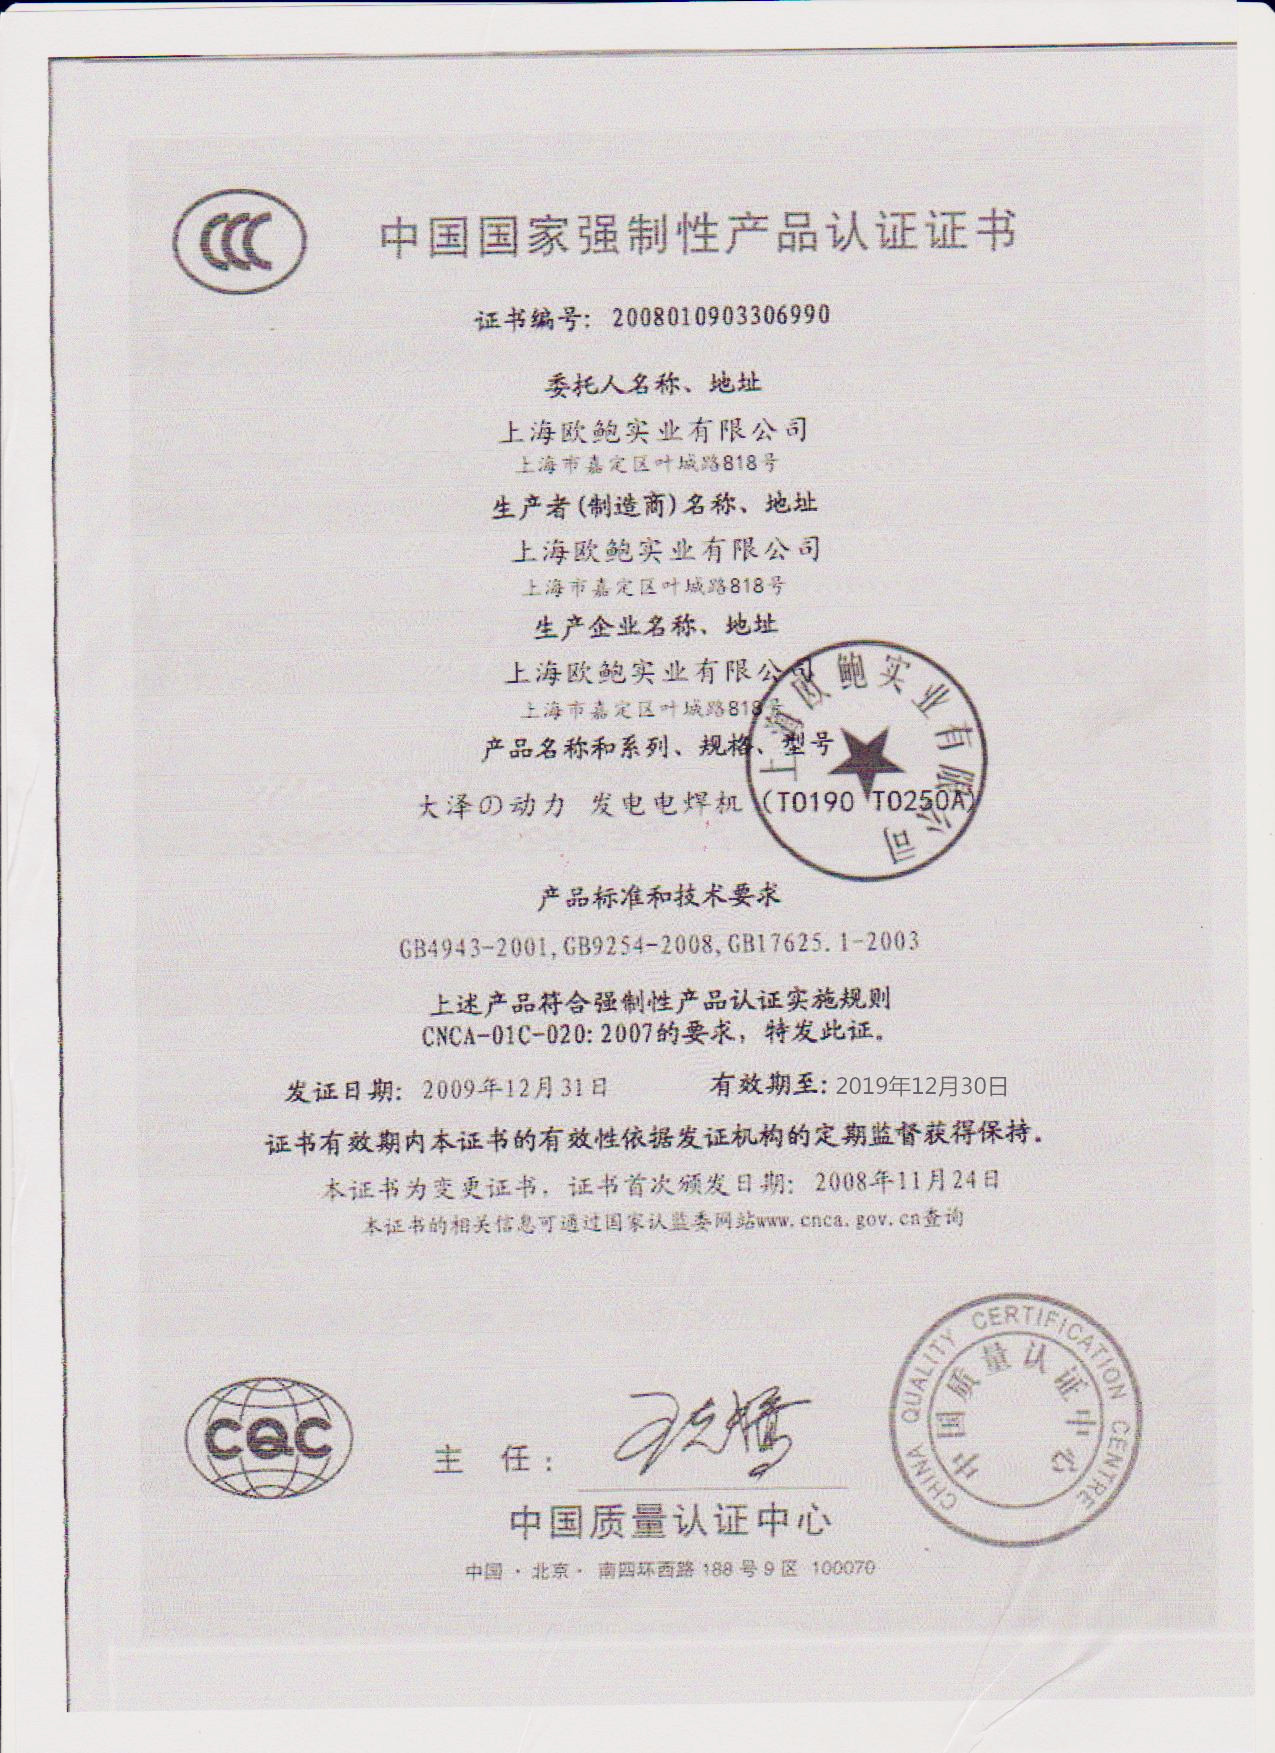 中国国家强制性产品认证证书
证书编号: 2008010903306990
委托人名称、地址
上海欧鲍实业有限公司
上海市嘉定区叶城路818号
生产者(制造商)名称、地址
上海欧鲍实业有限公司
上海市嘉定区叶城路818号
生产企业名称、地址
上海欧鲍实业有限公司
上海市嘉定区叶城路818号
产品名称和系列、规格、型号
大泽の动力 发电电焊机 (TO190 TO250A)
上海欧鲍实业有限公司
产品标准和技术要求
GB4943-2001,GB9254-2008,GB17625.1-2003
上述产品符合强制性产品认证实施规则
CNCA-01C-020:2007的要求，特发此证。
发证日期: 2009年12月31日 有效期至: 2019年12月30日
证书有效期内本证书的有效性依据发证机构的定期监督获得保持。
本证书为变更证书，证书首次颁发日期: 2008年11月24日
本证书的相关信息可通过国家认监委网站www.cnca.gov.cn查询
CHINA QUALITY CERTIFICATION CENTRE
中国质量认证中心
CQC
主 任：
中国质量认证中心
中国·北京·南四环西路188号9区 100070